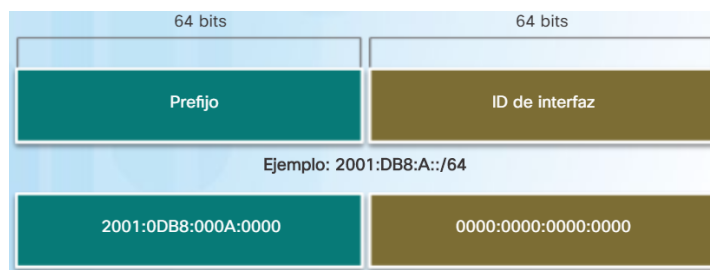 64 bits 64 bits
Prefijo ID de interfaz
Ejemplo: 2001:DB8:A::/64
2001:0DB8:000A:0000 0000:0000:0000:0000